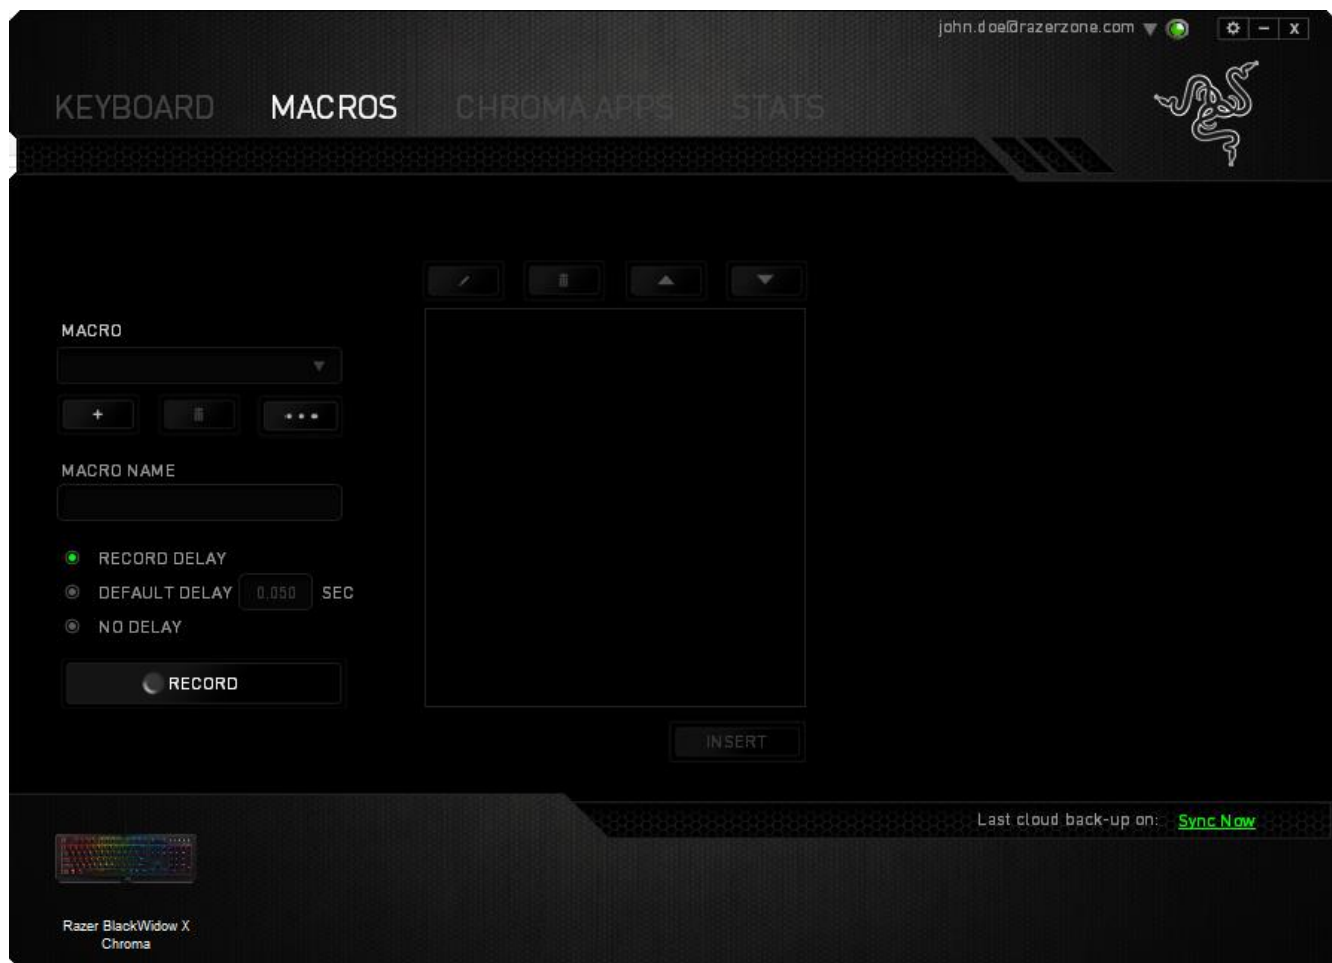 john.doe@razerzone.com
KEYBOARD MACROS CHROMA APPS STATS
MACRO
MACRO NAME
RECORD DELAY
DEFAULT DELAY 0.050 SEC
NO DELAY
RECORD
INSERT
Last cloud back-up on: Sync Now
Razer BlackWidow X
Chroma